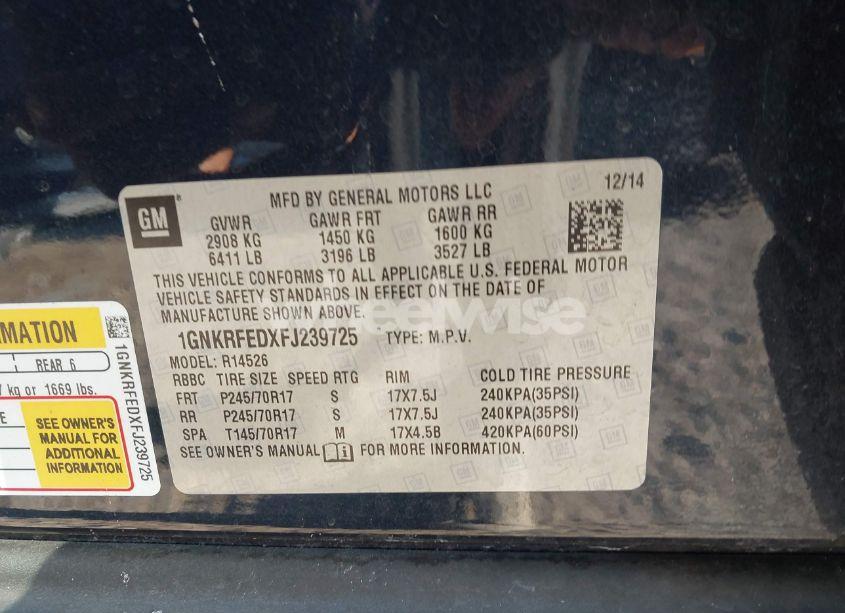 GM
®
MFD BY GENERAL MOTORS LLC 12/14
GVWR GAWR FRT GAWR RR
2908 KG 1450 KG 1600 KG
6411 LB 3196 LB 3527 LB
THIS VEHICLE CONFORMS TO ALL APPLICABLE U.S. FEDERAL MOTOR
VEHICLE SAFETY STANDARDS IN EFFECT ON THE DATE OF
MANUFACTURE SHOWN ABOVE.
1GNKRFEDXFJ239725 TYPE: M.P.V.
MODEL: R14526
RBBC TIRE SIZE SPEED RTG RIM COLD TIRE PRESSURE
FRT P245/70R17 S 17X7.5J 240KPA(35PSI)
RR P245/70R17 S 17X7.5J 240KPA(35PSI)
SPA T145/70R17 M 17X4.5B 420KPA(60PSI)
SEE OWNER'S MANUAL FOR MORE INFORMATION.
REAR 6
kg or 1669 lbs.
SEE OWNER'S
MANUAL FOR
ADDITIONAL
INFORMATION
1GNKRFEDXFJ239725
wheelwise